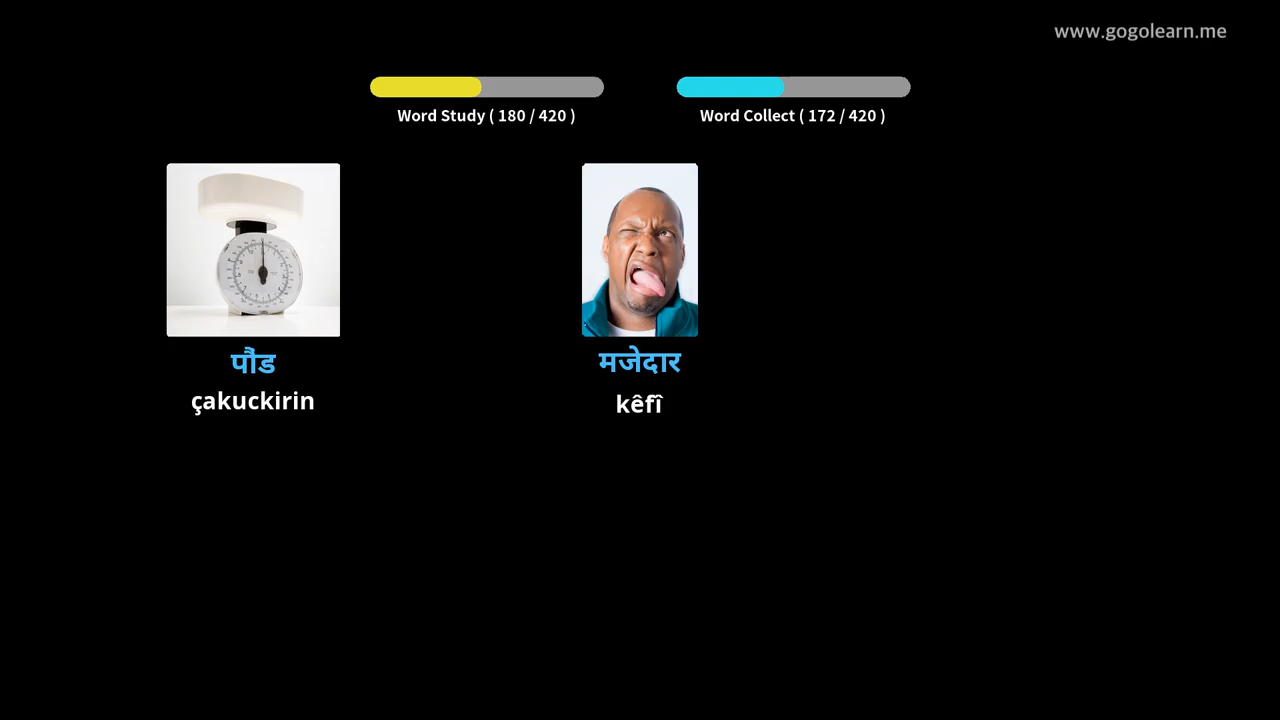 www.gogolearn.me
Word Study ( 180 / 420 )
Word Collect ( 172 / 420 )
पौंड
çakuckirin
मजेदार
kêfî